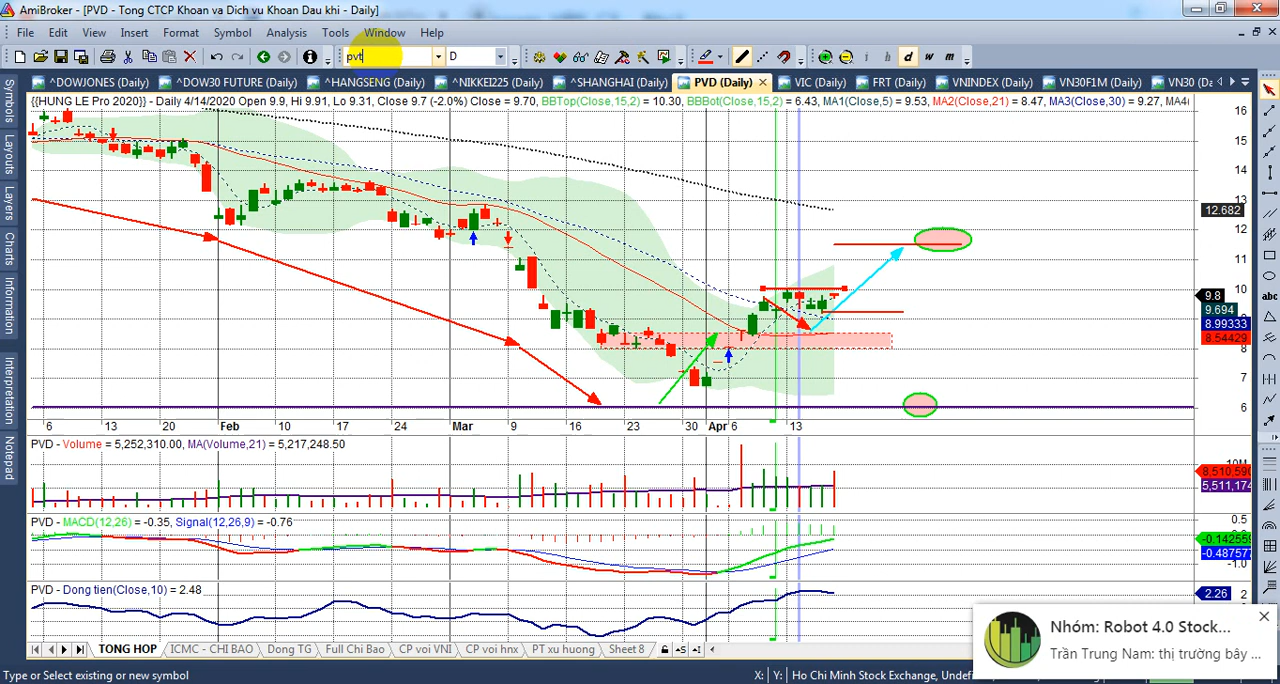 AmiBroker - [PVD - Tong CTCP Khoan va Dich vu Khoan Dau khi - Daily]
File Edit View Insert Format Symbol Analysis Tools Window Help
pvt D i h d w m
^DOWJONES (Daily) ^DOW30 FUTURE (Daily) ^HANGSENG (Daily) ^NIKKEI225 (Daily) ^SHANGHAI (Daily) PVD (Daily) VIC (Daily) FRT (Daily) VNINDEX (Daily) VN30F1M (Daily) VN30 (Da
{{HUNG LE Pro 2020}} - Daily 4/14/2020 Open 9.9, Hi 9.91, Lo 9.31, Close 9.7 (-2.0%) Close = 9.70, BBTop(Close,15,2) = 10.30, BBBot(Close,15,2) = 6.43, MA1(Close,5) = 9.53, MA2(Close,21) = 8.47, MA3(Close,30) = 9.27, MA4(
Symbols
Layouts
Layers
Charts
Information
Interpretation
Notepad
16
15
14
13
12.682
12
11
10
9.8
9.694
8.99333
8.54429
8
7
6
6 13 Feb 10 17 24 Mar 9 16 23 30 Apr 6 13
PVD - Volume = 5,252,310.00, MA(Volume,21) = 5,217,248.50
10M
8,510,590
5,511,174
PVD - MACD(12,26) = -0.35, Signal(12,26,9) = -0.76
0.5
-0.142559
-0.487577
-1.0
PVD - Dong tien(Close,10) = 2.48
2.26 2
abc
Nhóm: Robot 4.0 Stock...
Trần Trung Nam: thị trường bây ...
TONG HOP ICMC - CHI BAO Dong TG Full Chi Bao CP voi VNI CP voi hnx PT xu huong Sheet 8
Type or Select existing or new symbol X: Y: Ho Chi Minh Stock Exchange, Undef